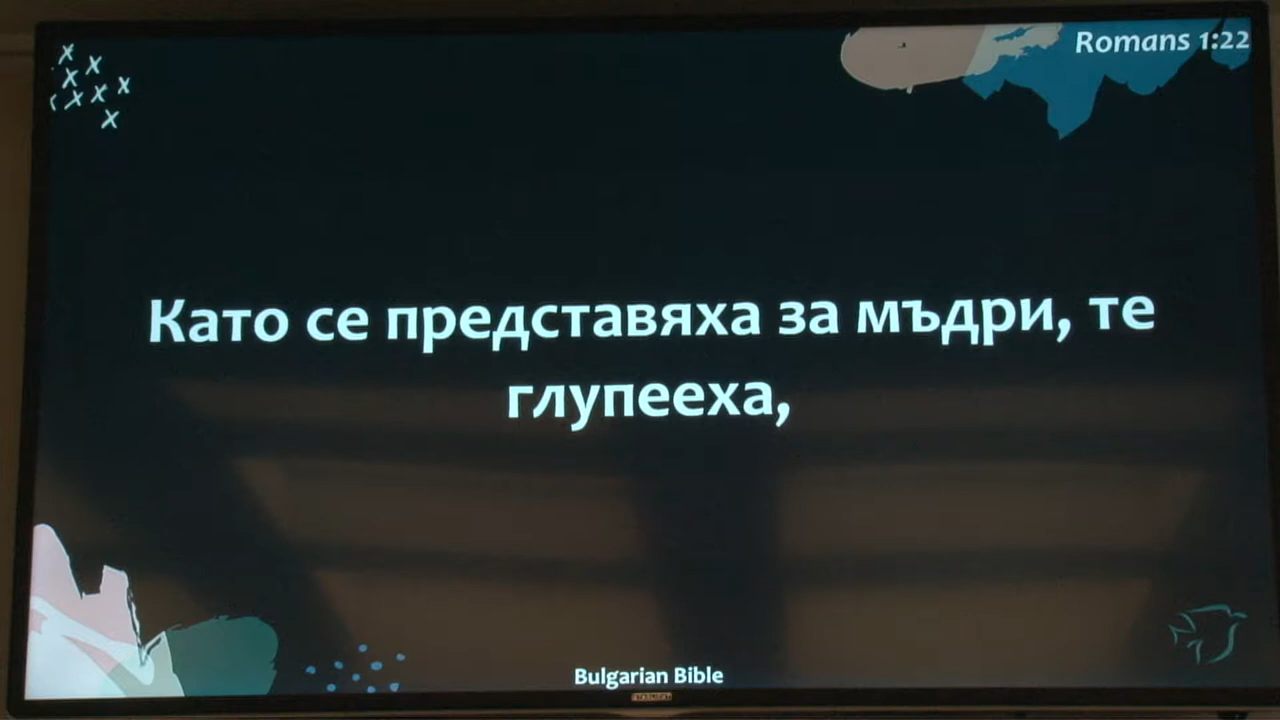 Romans 1:22
Като се представяха за мъдри, те
глупееха,
Bulgarian Bible